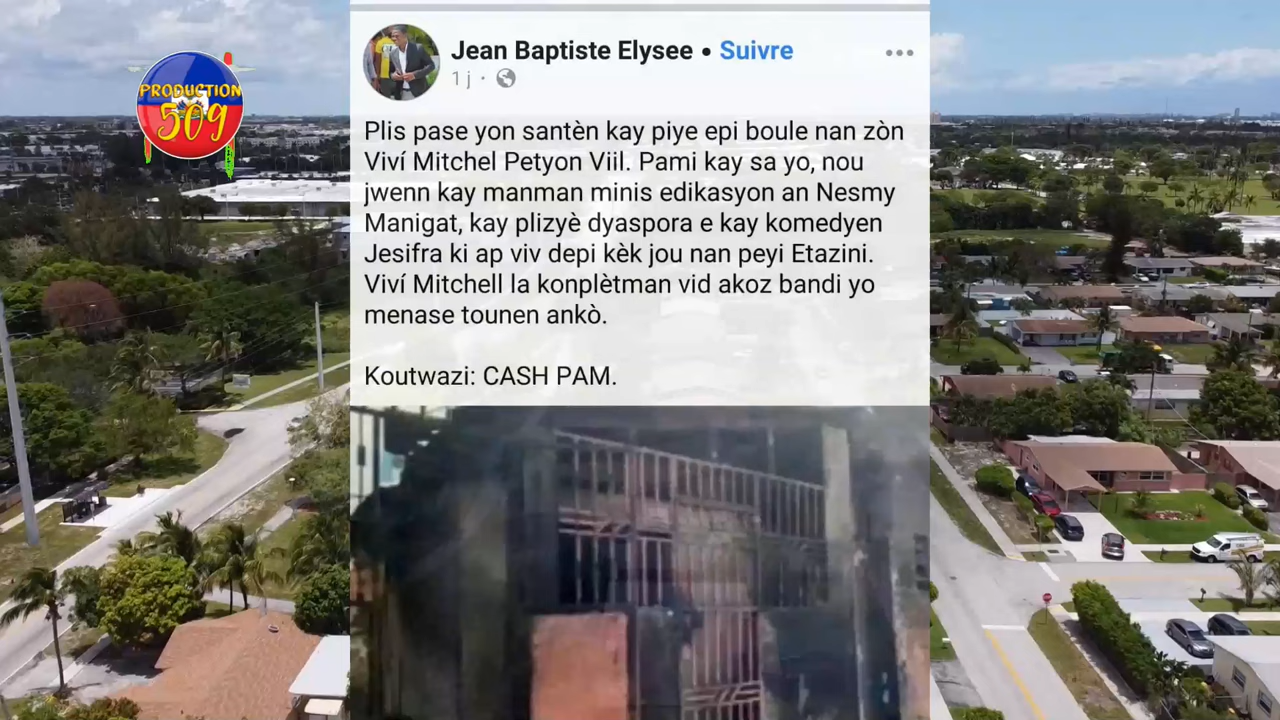 PRODUCTION
509
Jean Baptiste Elysee • Suivre
1 j ·
Plis pase yon santèn kay piye epi boule nan zòn
Viví Mitchel Petyon Viil. Pami kay sa yo, nou
jwenn kay manman minis edikasyon an Nesmy
Manigat, kay plizyè dyaspora e kay komedyen
Jesifra ki ap viv depi kèk jou nan peyi Etazini.
Viví Mitchell la konplètman vid akoz bandi yo
menase tounen ankò.
Koutwazi: CASH PAM.